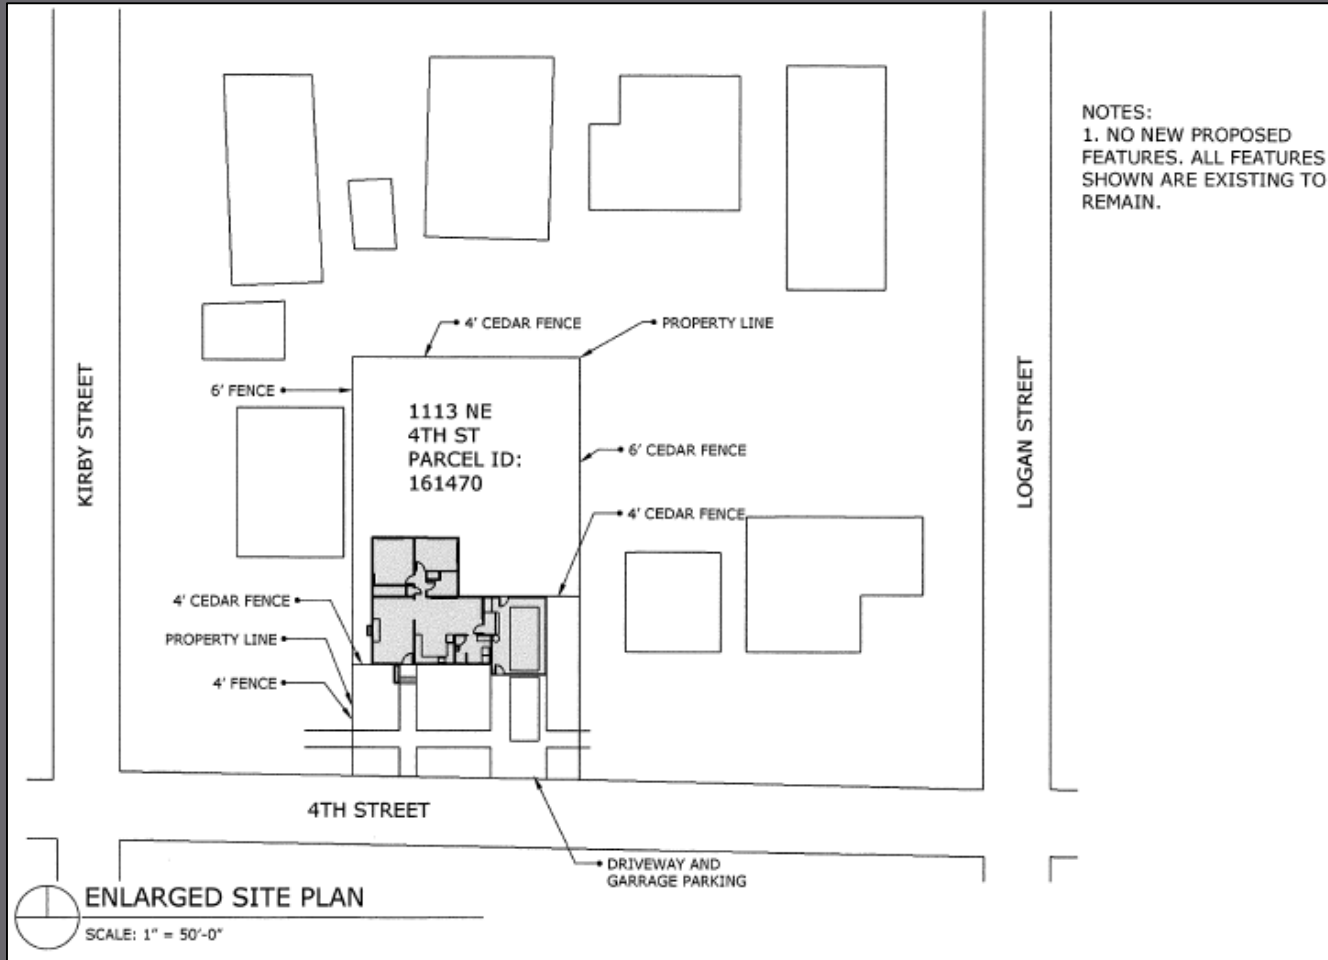 NOTES:
1. NO NEW PROPOSED
FEATURES. ALL FEATURES
SHOWN ARE EXISTING TO
REMAIN.
4' CEDAR FENCE
PROPERTY LINE
6' FENCE
1113 NE
4TH ST
PARCEL ID:
161470
KIRBY STREET
LOGAN STREET
6' CEDAR FENCE
4' CEDAR FENCE
4' CEDAR FENCE
PROPERTY LINE
4' FENCE
4TH STREET
DRIVEWAY AND
GARRAGE PARKING
ENLARGED SITE PLAN
SCALE: 1" = 50'-0"